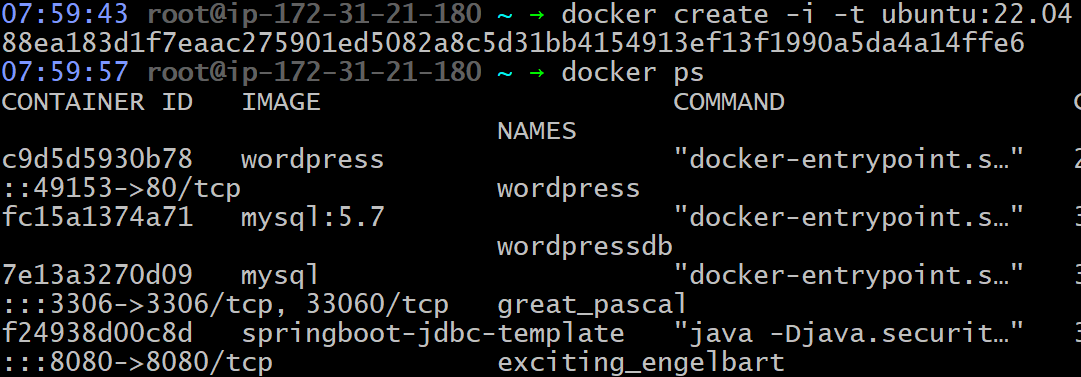 07:59:43 root@ip-172-31-21-180 ~ → docker create -i -t ubuntu:22.04
88ea183d1f7eaac275901ed5082a8c5d31bb4154913ef13f1990a5da4a14ffe6
07:59:57 root@ip-172-31-21-180 ~ → docker ps
CONTAINER ID IMAGE COMMAND
NAMES
c9d5d5930b78 wordpress "docker-entrypoint.s…" 2
::49153->80/tcp wordpress
fc15a1374a71 mysql:5.7 "docker-entrypoint.s…" 3
wordpressdb
7e13a3270d09 mysql "docker-entrypoint.s…" 3
:::3306->3306/tcp, 33060/tcp great_pascal
f24938d00c8d springboot-jdbc-template "java -Djava.securit…" 3
:::8080->8080/tcp exciting_engelbart